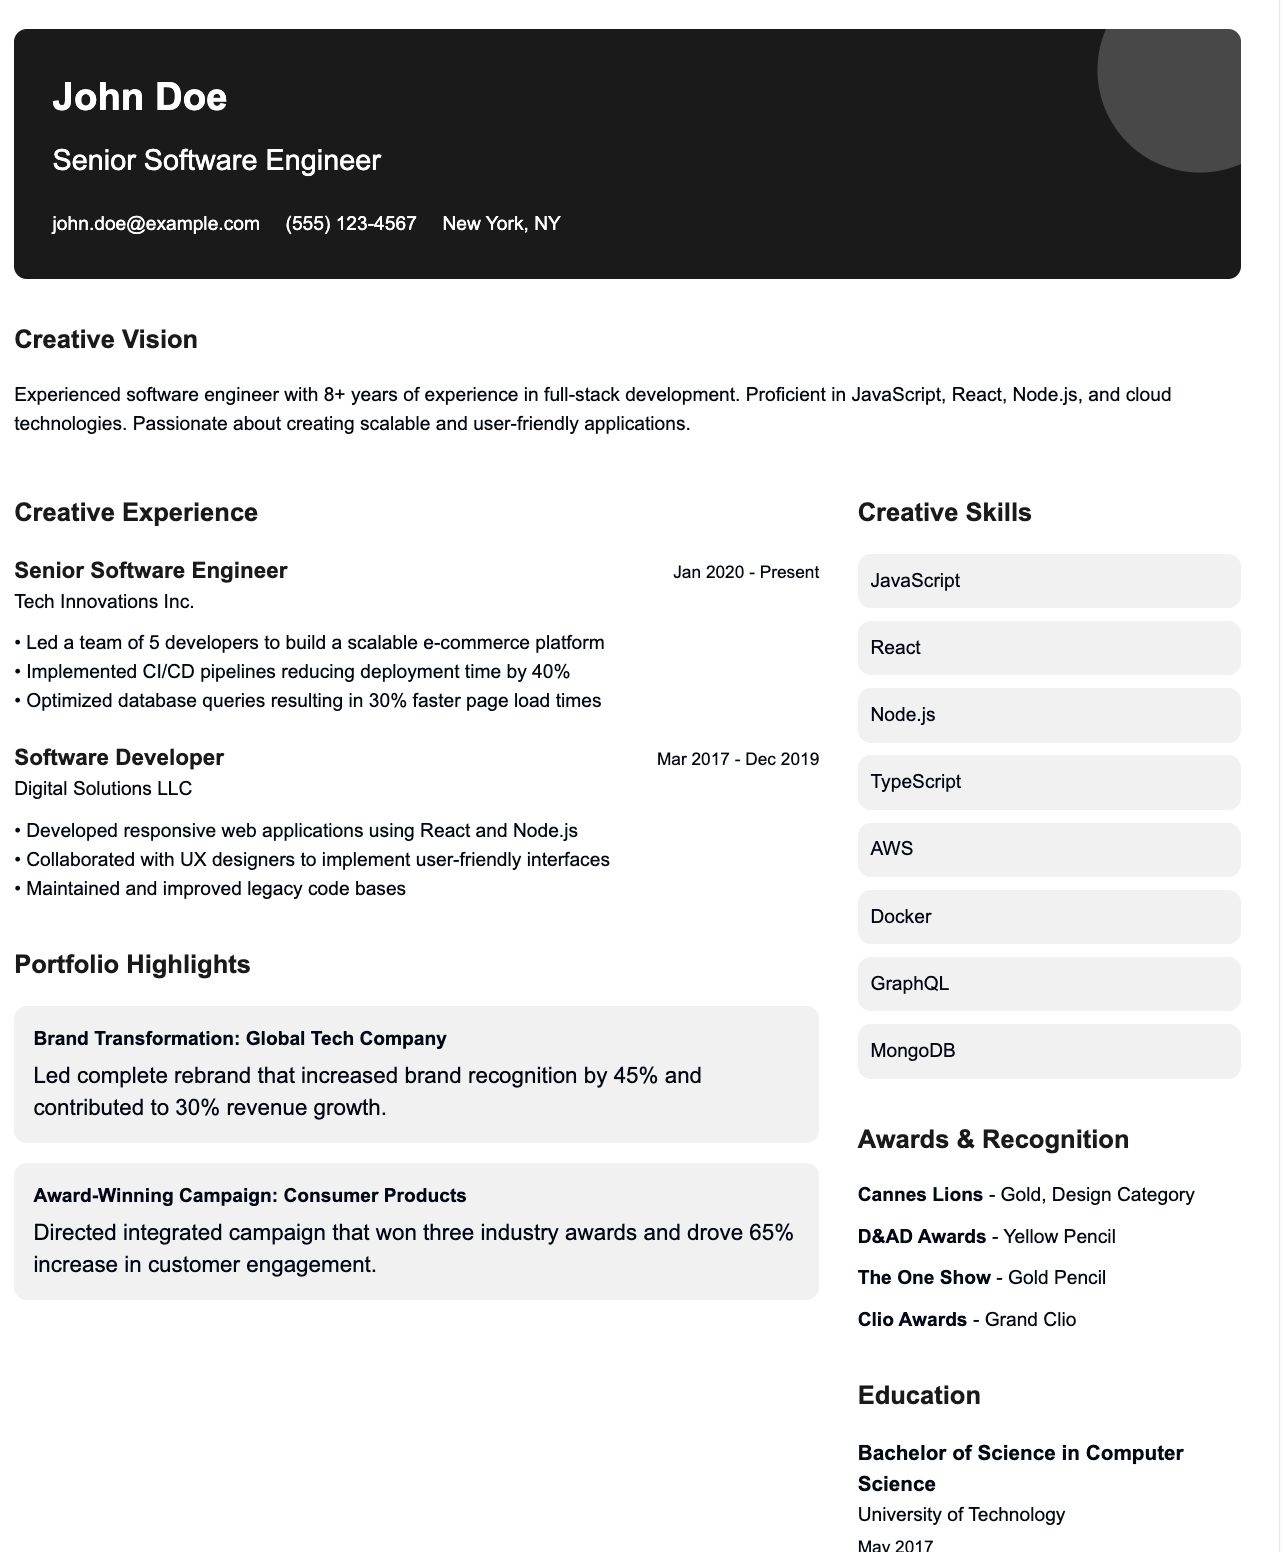 John Doe
Senior Software Engineer
john.doe@example.com (555) 123-4567 New York, NY
Creative Vision
Experienced software engineer with 8+ years of experience in full-stack development. Proficient in JavaScript, React, Node.js, and cloud
technologies. Passionate about creating scalable and user-friendly applications.
Creative Experience
Senior Software Engineer Jan 2020 - Present
Tech Innovations Inc.
• Led a team of 5 developers to build a scalable e-commerce platform
• Implemented CI/CD pipelines reducing deployment time by 40%
• Optimized database queries resulting in 30% faster page load times
Software Developer Mar 2017 - Dec 2019
Digital Solutions LLC
• Developed responsive web applications using React and Node.js
• Collaborated with UX designers to implement user-friendly interfaces
• Maintained and improved legacy code bases
Portfolio Highlights
Brand Transformation: Global Tech Company
Led complete rebrand that increased brand recognition by 45% and
contributed to 30% revenue growth.
Award-Winning Campaign: Consumer Products
Directed integrated campaign that won three industry awards and drove 65%
increase in customer engagement.
Creative Skills
JavaScript
React
Node.js
TypeScript
AWS
Docker
GraphQL
MongoDB
Awards & Recognition
Cannes Lions - Gold, Design Category
D&AD Awards - Yellow Pencil
The One Show - Gold Pencil
Clio Awards - Grand Clio
Education
Bachelor of Science in Computer
Science
University of Technology
May 2017